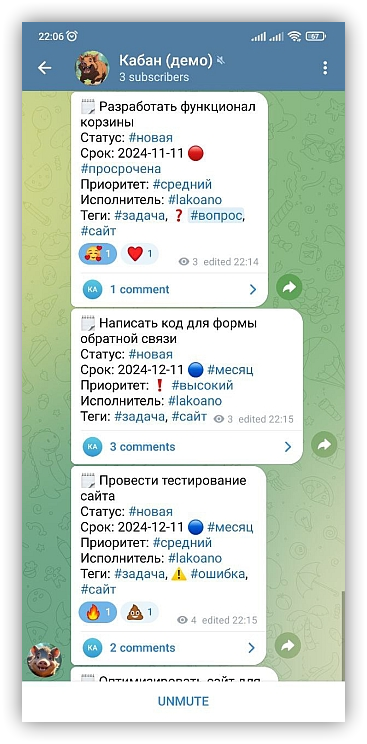 22:06 67
Кабан (демо)
3 subscribers
Разработать функционал
корзины
Статус: #новая
Срок: 2024-11-11
#просрочена
Приоритет: #средний
Исполнитель: #lakoano
Теги: #задача, ❓ #вопрос,
#сайт
1 1 3 edited 22:14
KA 1 comment
Написать код для формы
обратной связи
Статус: #новая
Срок: 2024-12-11 #месяц
Приоритет: ❗ #высокий
Исполнитель: #lakoano
Теги: #задача, #сайт 3 edited 22:15
KA 3 comments
Провести тестирование
сайта
Статус: #новая
Срок: 2024-12-11 #месяц
Приоритет: #средний
Исполнитель: #lakoano
Теги: #задача, ⚠️ #ошибка,
#сайт
1 1 4 edited 22:15
KA 2 comments
Оптимизировать сайт для
UNMUTE